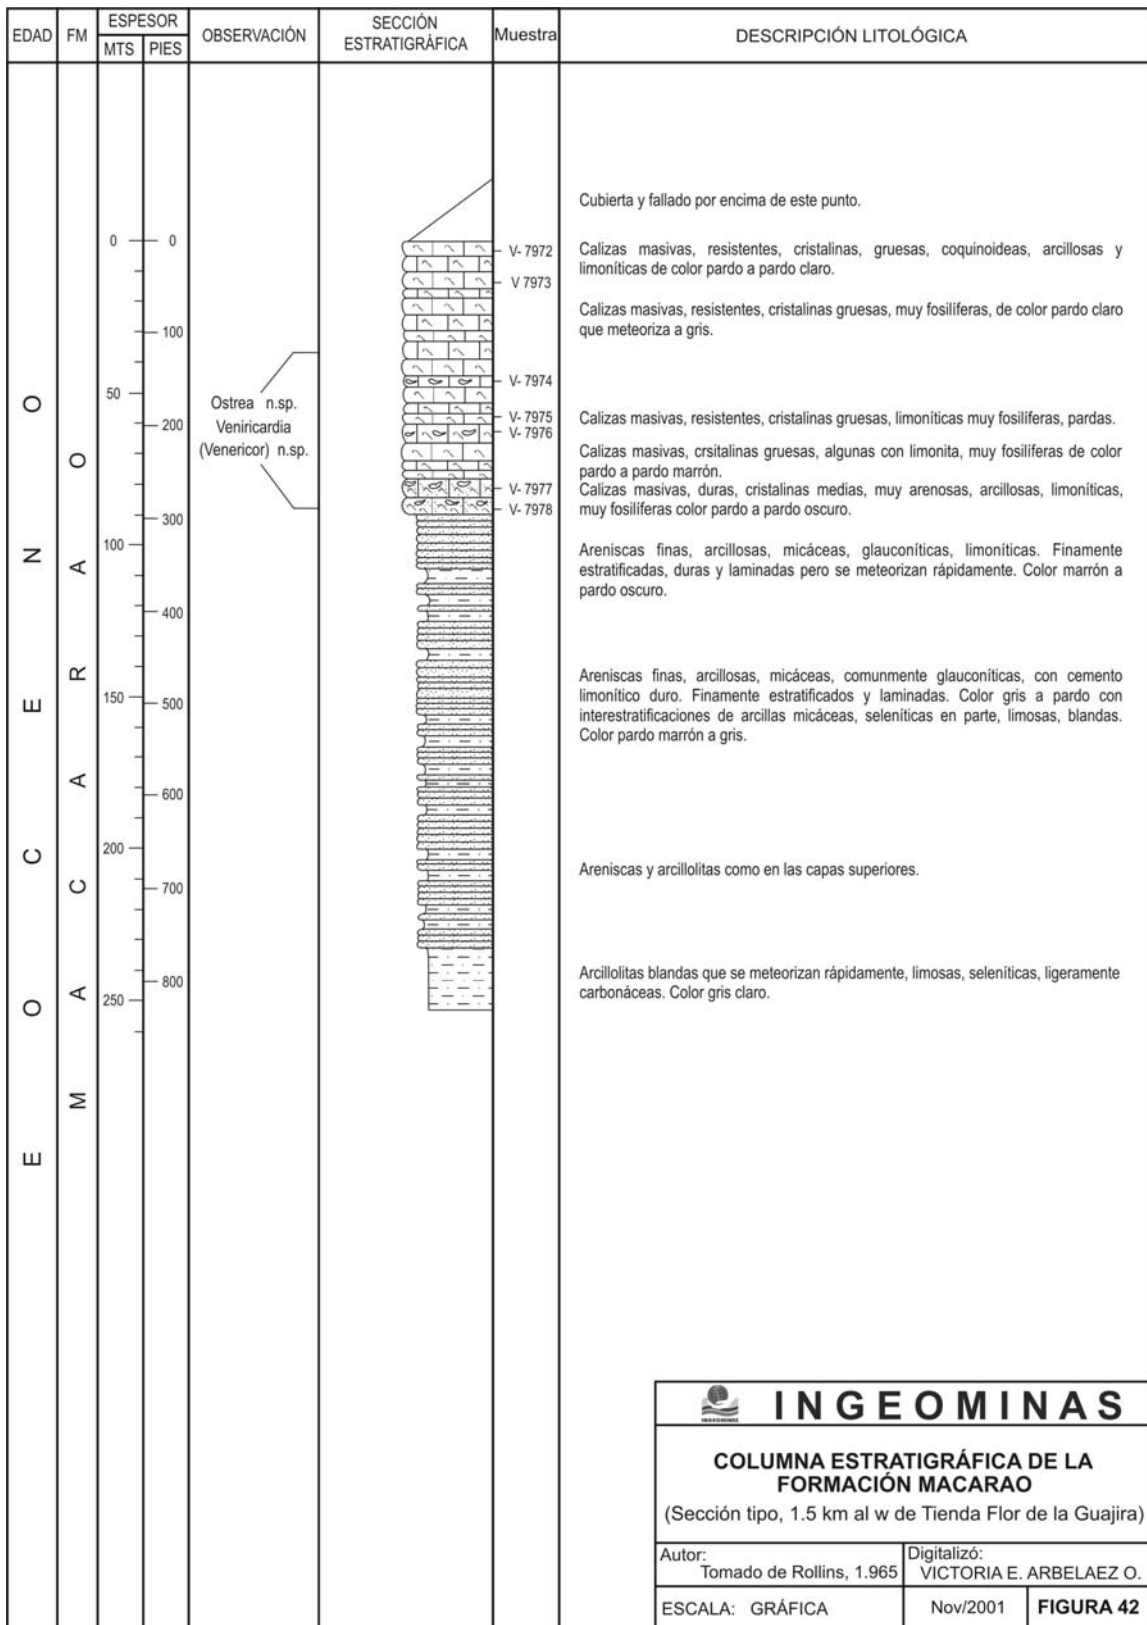 EDAD
FM
ESPESOR
MTS
PIES
OBSERVACIÓN
SECCIÓN
ESTRATIGRÁFICA
Muestra
DESCRIPCIÓN LITOLÓGICA
EOCCENO
MACCARAO
0
50
100
150
200
250
0
100
200
300
400
500
600
700
800
Ostrea n.sp.
Veniricardia
(Venericor) n.sp.
V- 7972
V 7973
V- 7974
V- 7975
V- 7976
V- 7977
V- 7978
Cubierta y fallado por encima de este punto.
Calizas masivas, resistentes, cristalinas, gruesas, coquinoideas, arcillosas y
limoníticas de color pardo a pardo claro.
Calizas masivas, resistentes, cristalinas gruesas, muy fosilíferas, de color pardo claro
que meteoriza a gris.
Calizas masivas, resistentes, cristalinas gruesas, limoníticas muy fosilíferas, pardas.
Calizas masivas, crsitalinas gruesas, algunas con limonita, muy fosilíferas de color
pardo a pardo marrón.
Calizas masivas, duras, cristalinas medias, muy arenosas, arcillosas, limoníticas,
muy fosilíferas color pardo a pardo oscuro.
Areniscas finas, arcillosas, micáceas, glauconíticas, limoníticas. Finamente
estratificadas, duras y laminadas pero se meteorizan rápidamente. Color marrón a
pardo oscuro.
Areniscas finas, arcillosas, micáceas, comunmente glauconíticas, con cemento
limonítico duro. Finamente estratificados y laminadas. Color gris a pardo con
interestratificaciones de arcillas micáceas, seleníticas en parte, limosas, blandas.
Color pardo marrón a gris.
Areniscas y arcillolitas como en las capas superiores.
Arcillolitas blandas que se meteorizan rápidamente, limosas, seleníticas, ligeramente
carbonáceas. Color gris claro.
INGEOMINAS
COLUMNA ESTRATIGRÁFICA DE LA
FORMACIÓN MACARAO
(Sección tipo, 1.5 km al w de Tienda Flor de la Guajira)
Autor:
Tomado de Rollins, 1.965
Digitalizó:
VICTORIA E. ARBELAEZ O.
ESCALA: GRÁFICA
Nov/2001
FIGURA 42